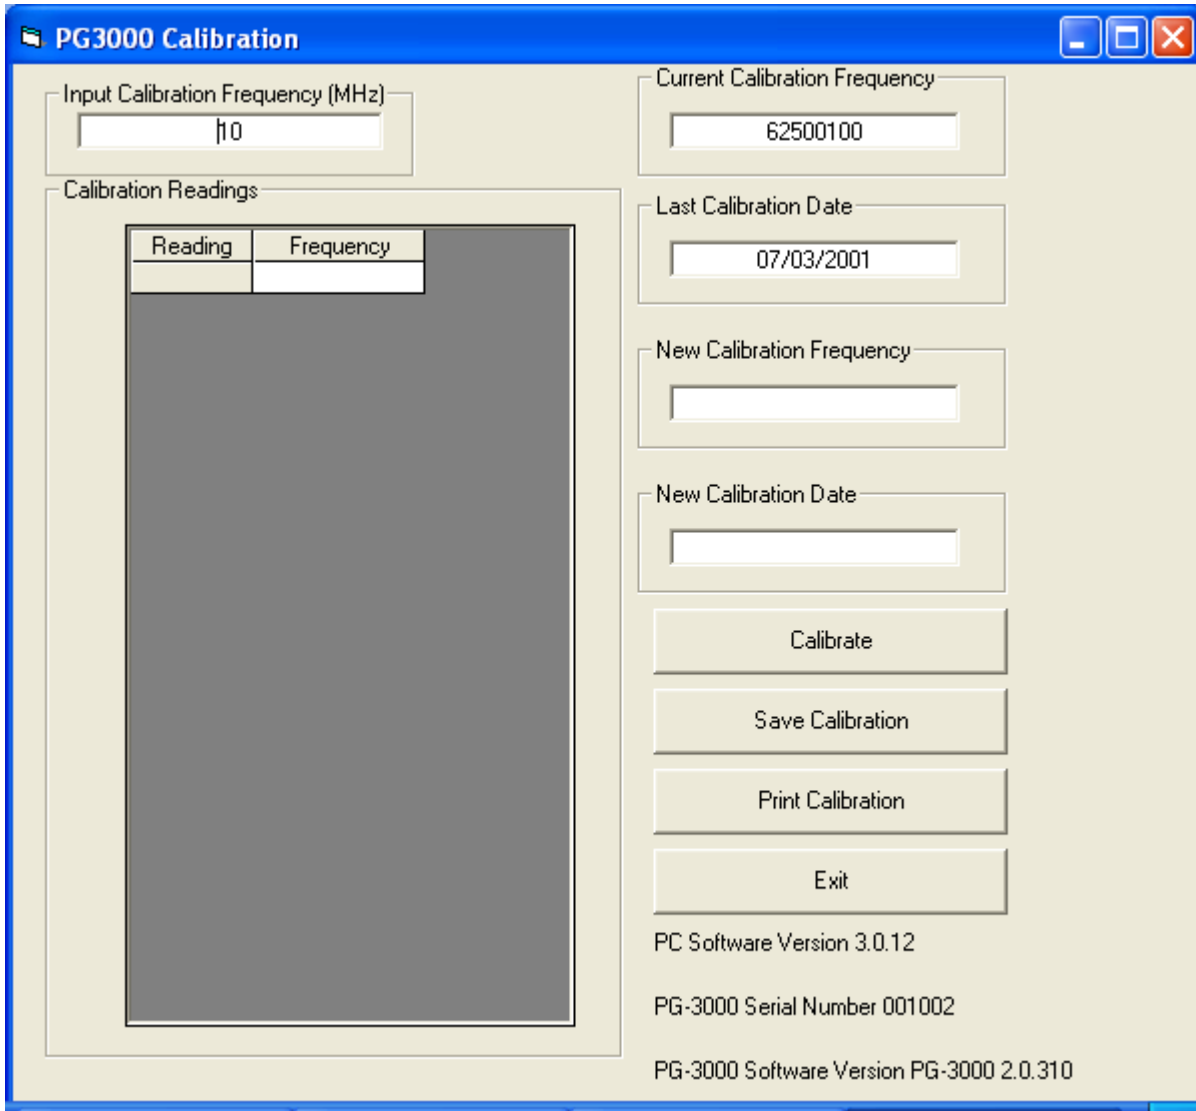 PG3000 Calibration
Input Calibration Frequency (MHz)
10
Calibration Readings
Reading Frequency
Current Calibration Frequency
62500100
Last Calibration Date
07/03/2001
New Calibration Frequency
New Calibration Date
Calibrate
Save Calibration
Print Calibration
Exit
PC Software Version 3.0.12
PG-3000 Serial Number 001002
PG-3000 Software Version PG-3000 2.0.310